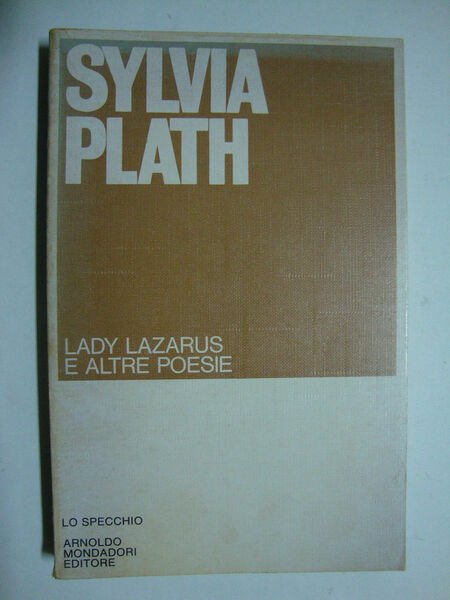 SYLVIA
PLATH
LADY LAZARUS
E ALTRE POESIE
LO SPECCHIO
ARNOLDO
MONDADORI
EDITORE